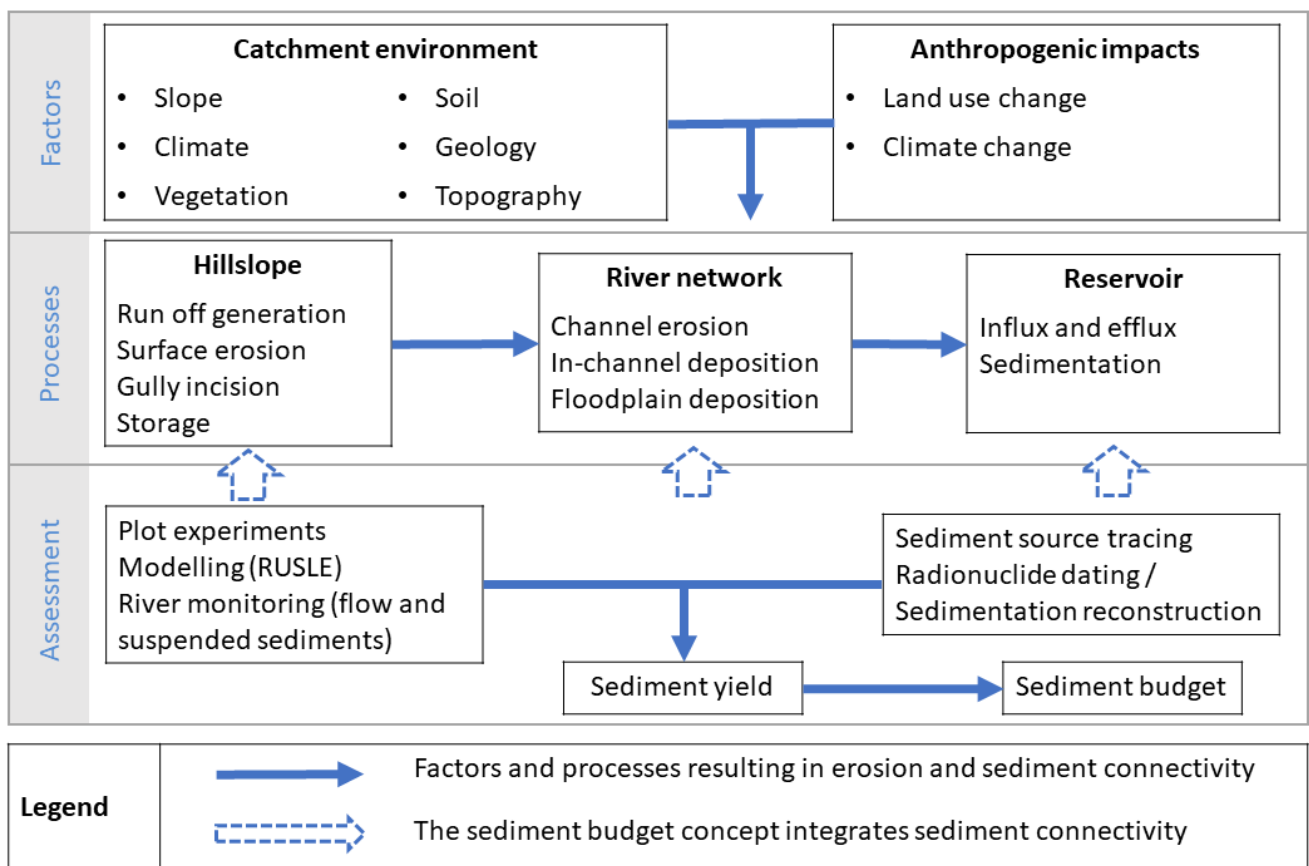 Factors
Catchment environment
• Slope
• Climate
• Vegetation
• Soil
• Geology
• Topography
Anthropogenic impacts
• Land use change
• Climate change
Processes
Hillslope
Run off generation
Surface erosion
Gully incision
Storage
River network
Channel erosion
In-channel deposition
Floodplain deposition
Reservoir
Influx and efflux
Sedimentation
Assessment
Plot experiments
Modelling (RUSLE)
River monitoring (flow and
suspended sediments)
Sediment source tracing
Radionuclide dating /
Sedimentation reconstruction
Sediment yield
Sediment budget
Legend
Factors and processes resulting in erosion and sediment connectivity
The sediment budget concept integrates sediment connectivity